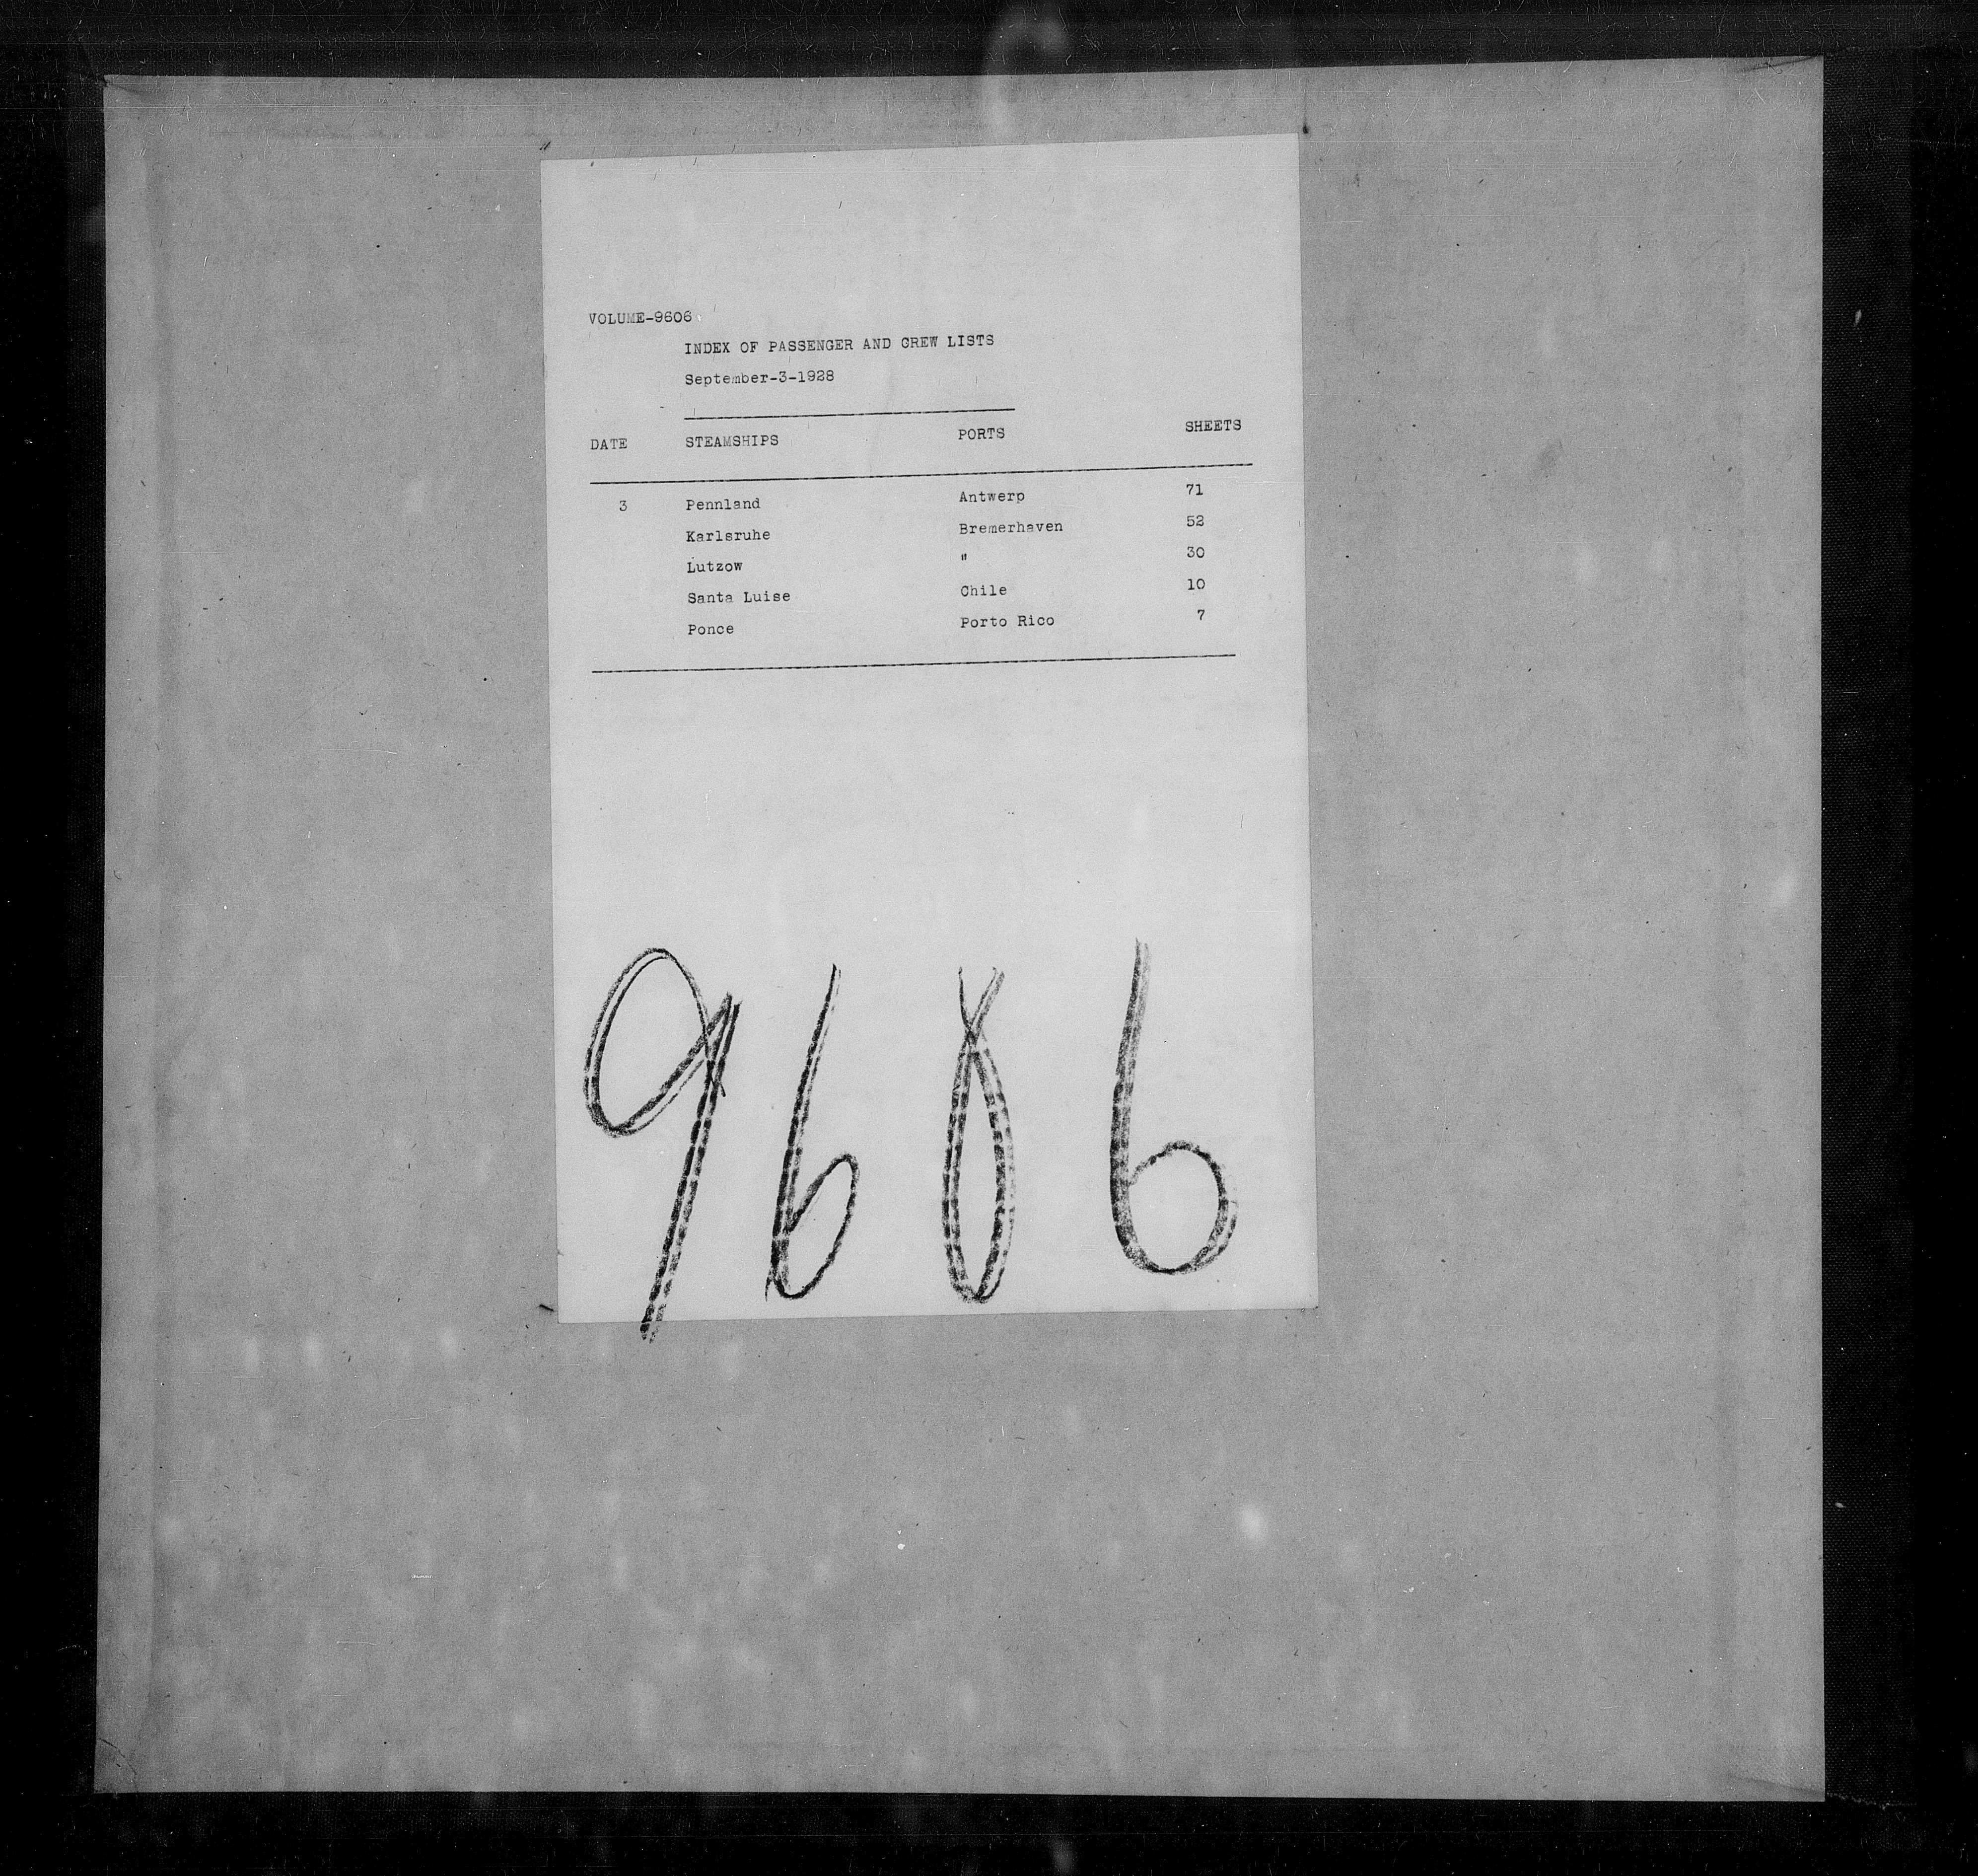 VOLUME-9606
INDEX OF PASSENGER AND CREW LISTS
September-3-1928
DATE STEAMSHIPS PORTS SHEETS
3 Pennland Antwerp 71
Karlsruhe Bremerhaven 52
Lutzow " 30
Santa Luise Chile 10
Ponce Porto Rico 7
9606